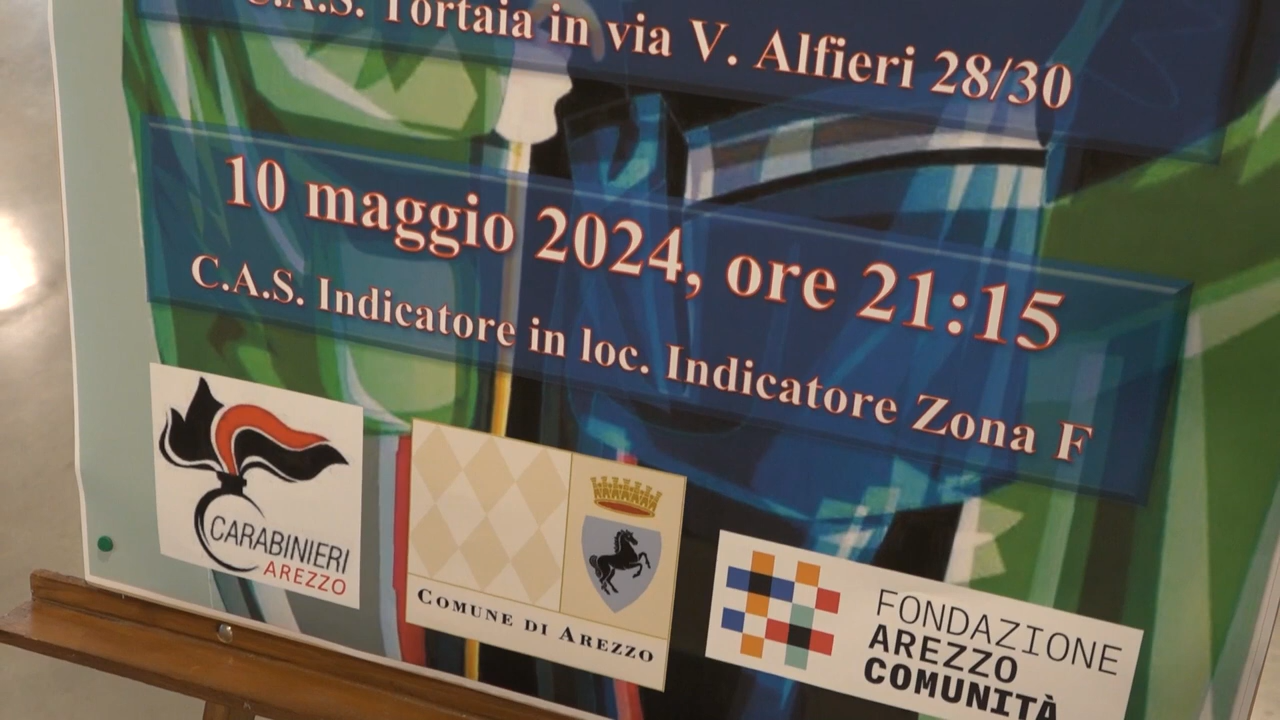 C.A.S. Tortaia in via V. Alfieri 28/30
10 maggio 2024, ore 21:15
C.A.S. Indicatore in loc. Indicatore Zona F
CARABINIERI
AREZZO
COMUNE DI AREZZO
FONDAZIONE
AREZZO
COMUNITÀ